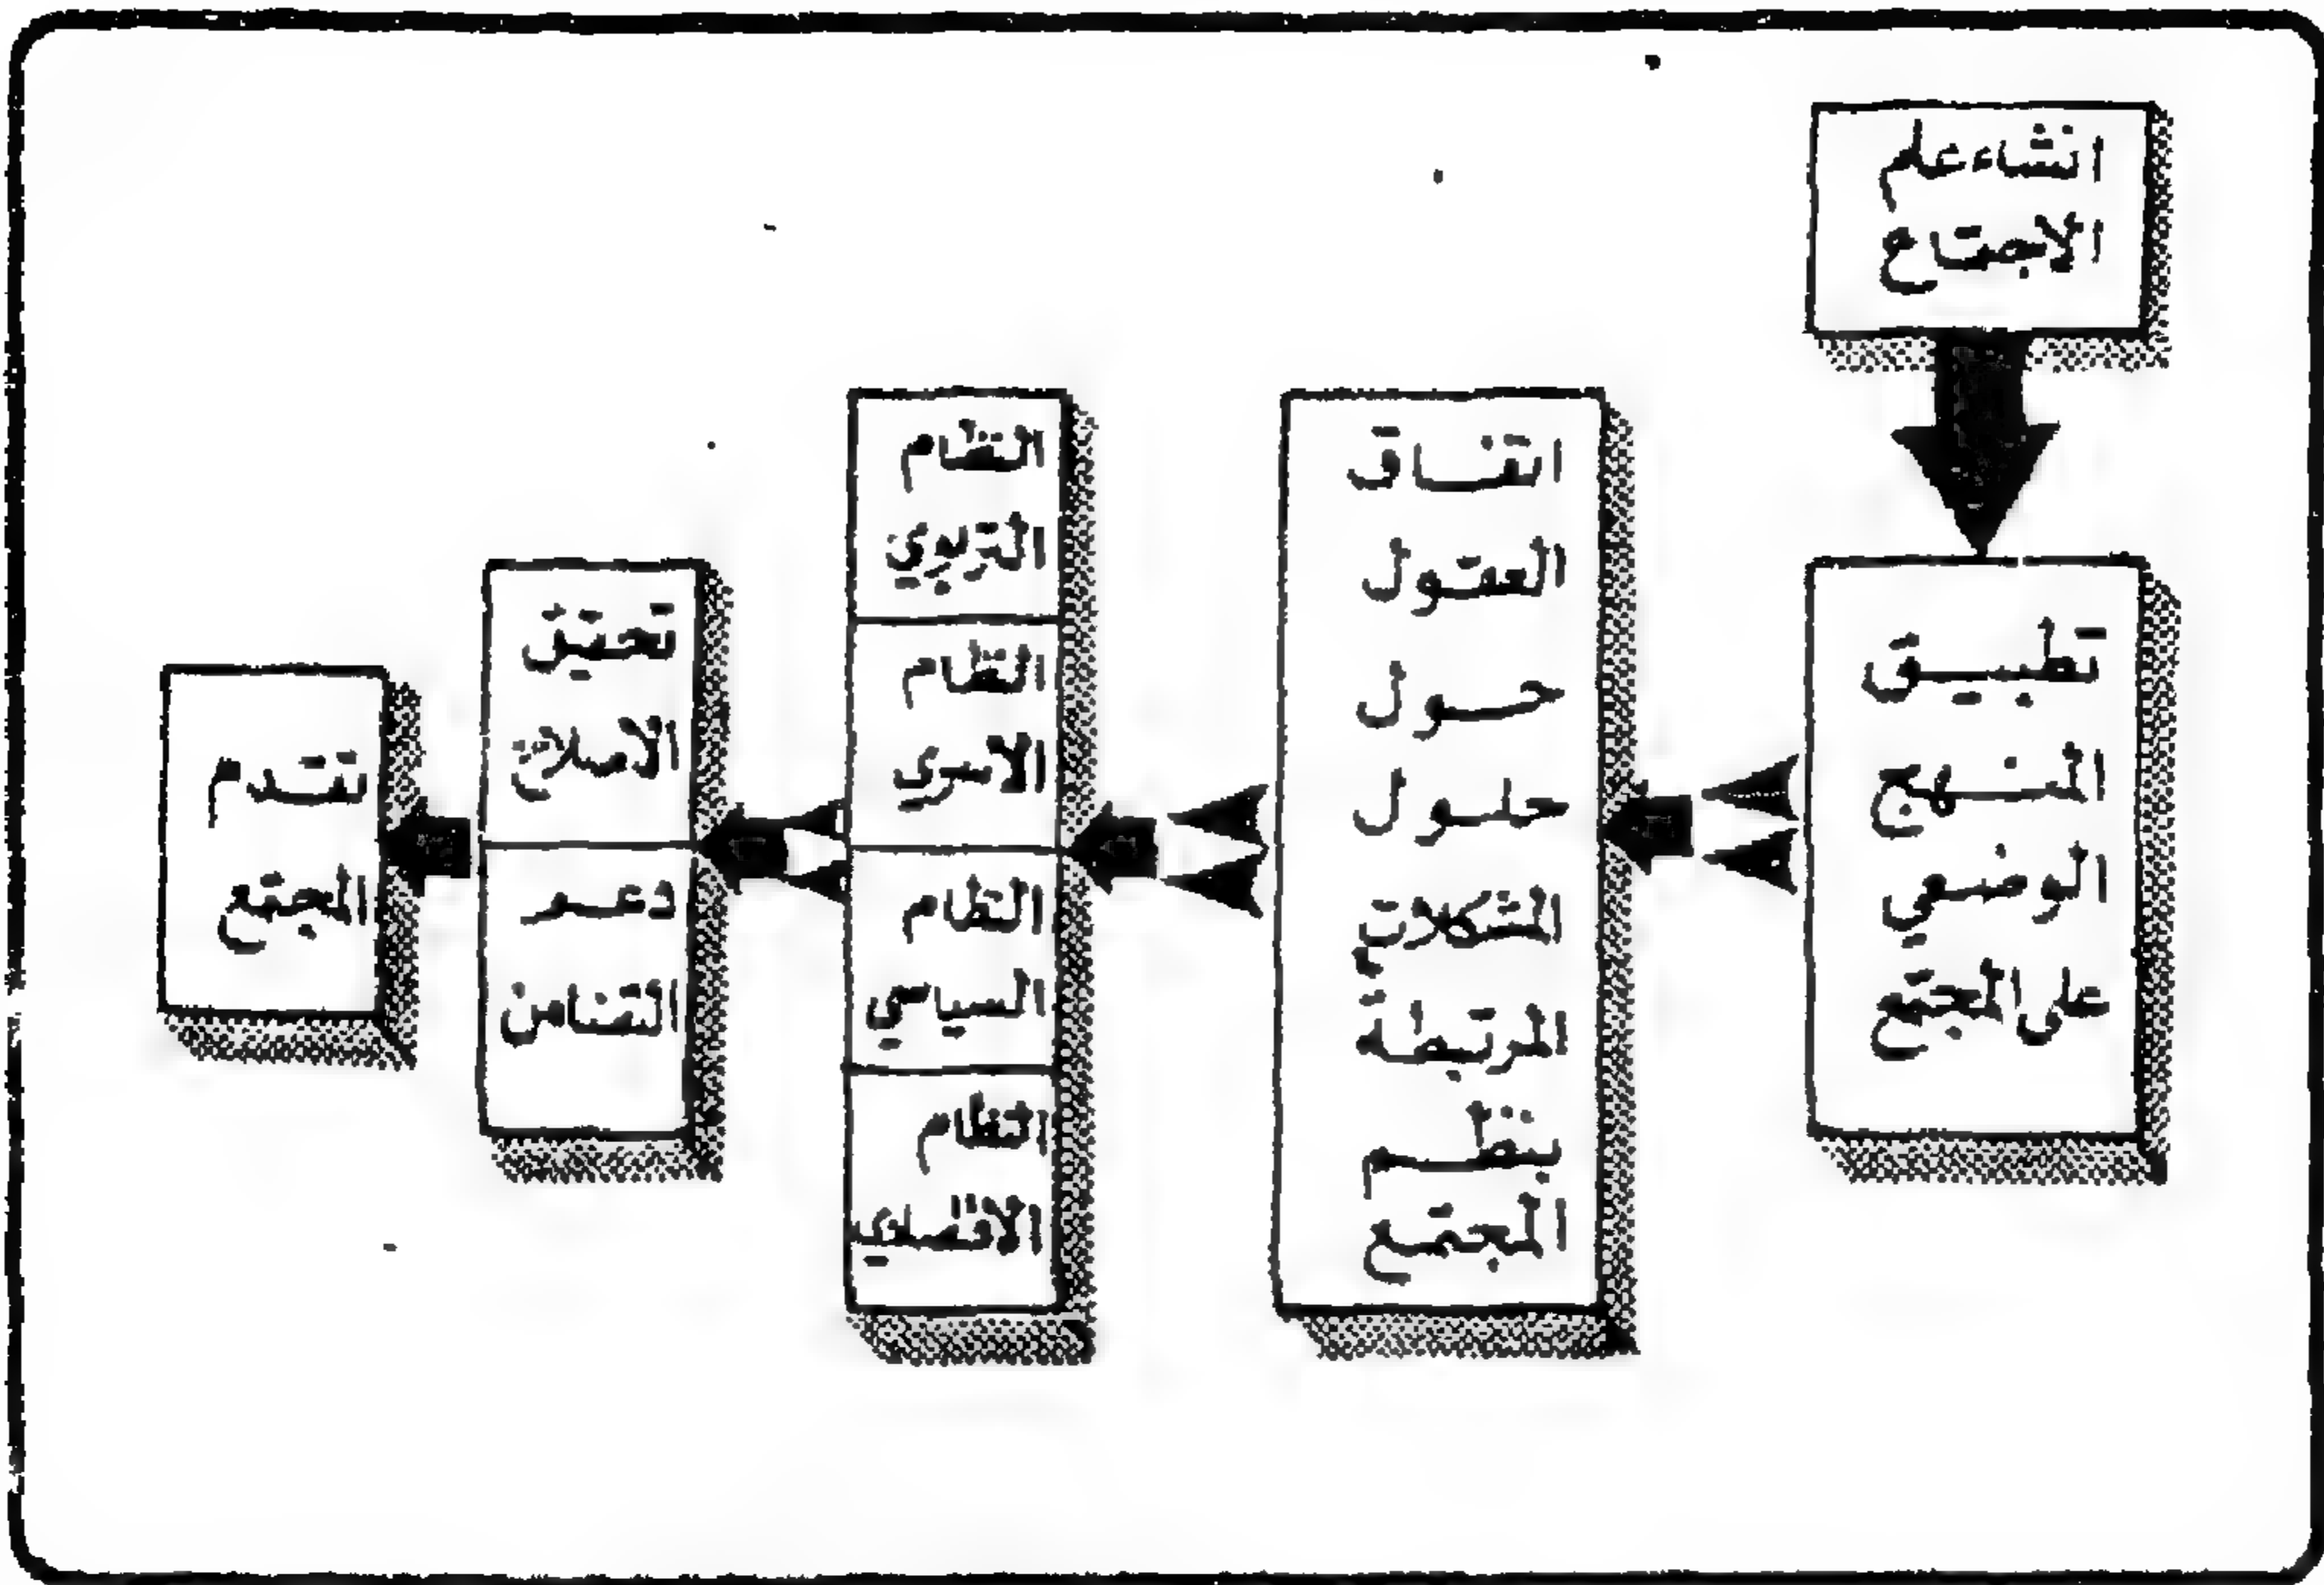 انشاء علم
الاجتماع
تطبيق
المنهج
الوضعي
على المجتمع
اتفاق
العقول
حول
حلول
المشكلات
المرتبطة
بنظم
المجتمع
النظام
التربوي
النظام
الاسري
النظام
السياسي
النظام
الاقتصادي
تحقيق
الاصلاح
دعم
التضامن
تقدم
المجتمع